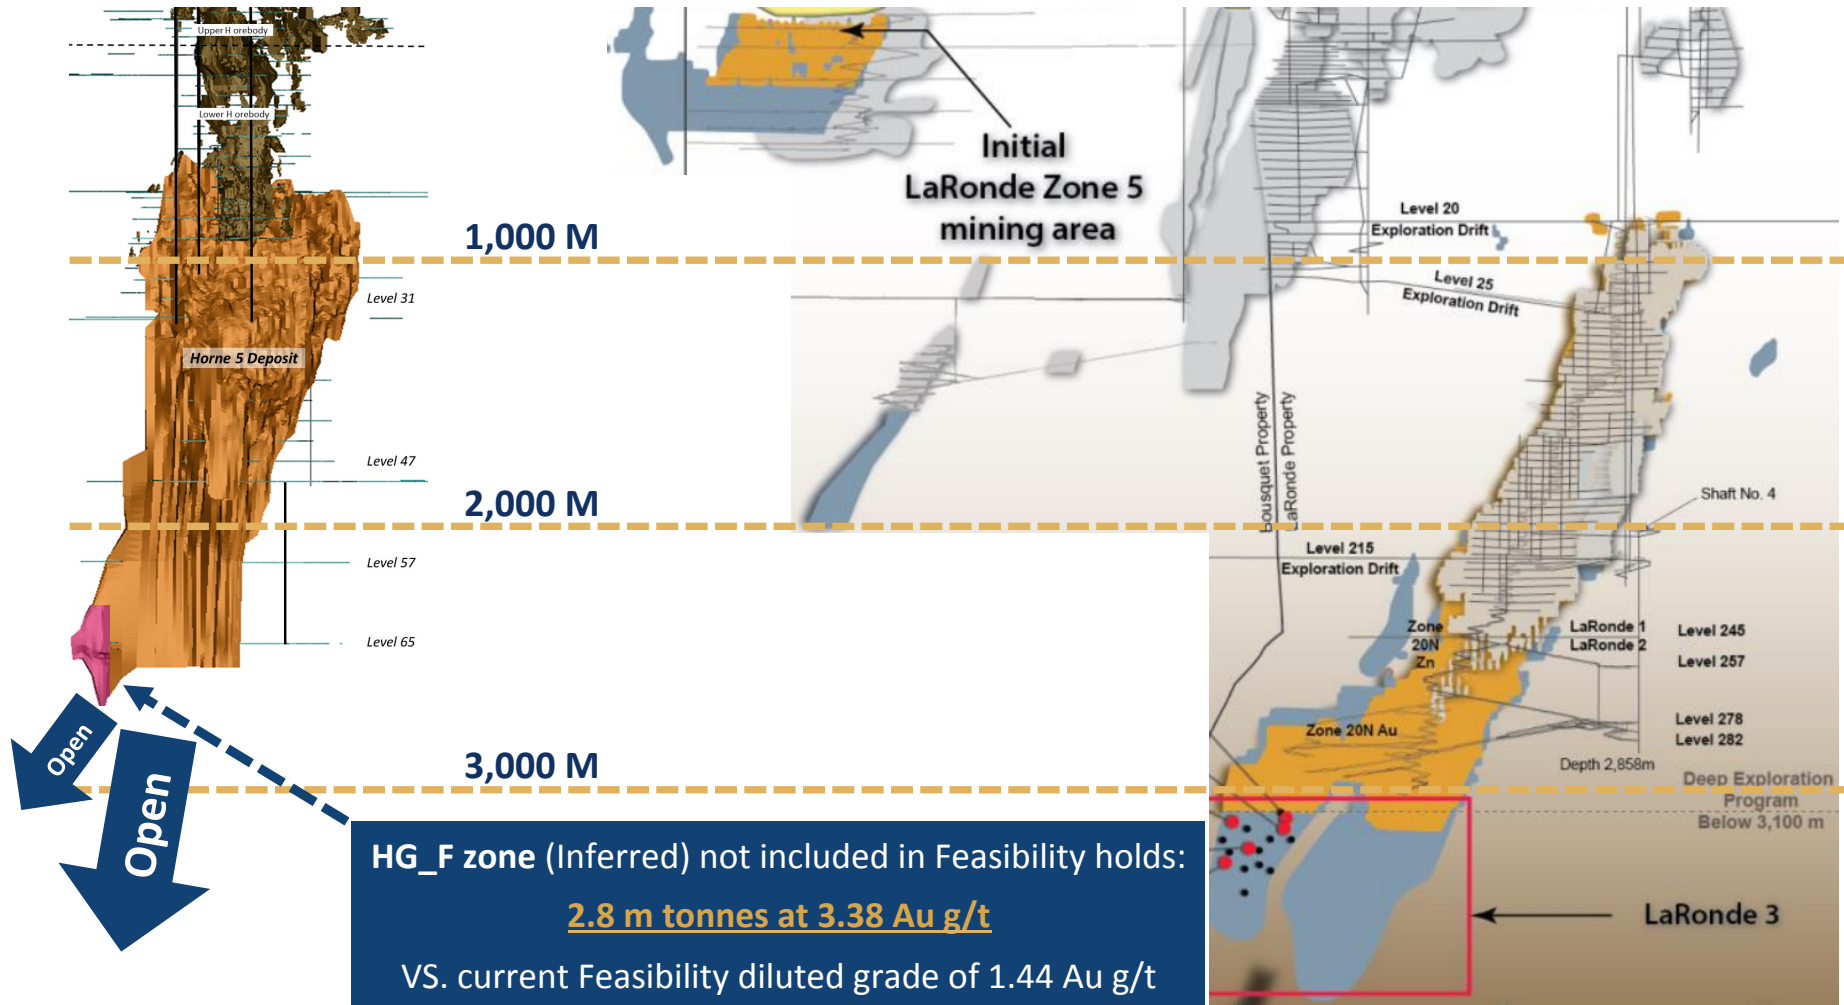 Upper H orebody
Lower H orebody
Initial
LaRonde Zone 5
mining area
Level 20
Exploration Drift
1,000 M
Level 25
Exploration Drift
Level 31
Horne 5 Deposit
Bousquet Property
LaRonde Property
Level 47
2,000 M
Shaft No. 4
Level 215
Exploration Drift
Level 57
Zone
20N
Zn
LaRonde 1
LaRonde 2
Level 245
Level 257
Level 65
Level 278
Level 282
Zone 20N Au
Depth 2,858m
Open
Open
3,000 M
Deep Exploration
Program
Below 3,100 m
HG_F zone (Inferred) not included in Feasibility holds:
2.8 m tonnes at 3.38 Au g/t
VS. current Feasibility diluted grade of 1.44 Au g/t
LaRonde 3